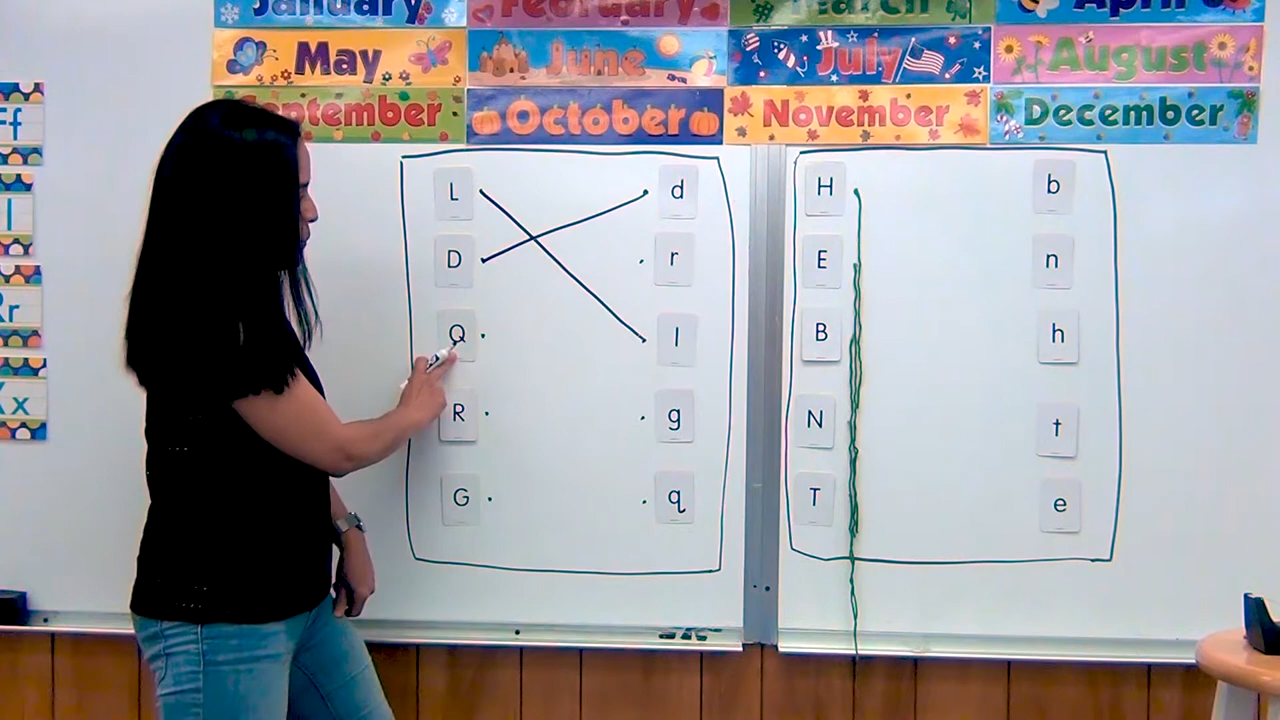 January February March April
May June July August
September October November December
Ff
l
Rr
Xx
L d
D r
Q l
R g
G q
H b
E n
B h
N t
T e